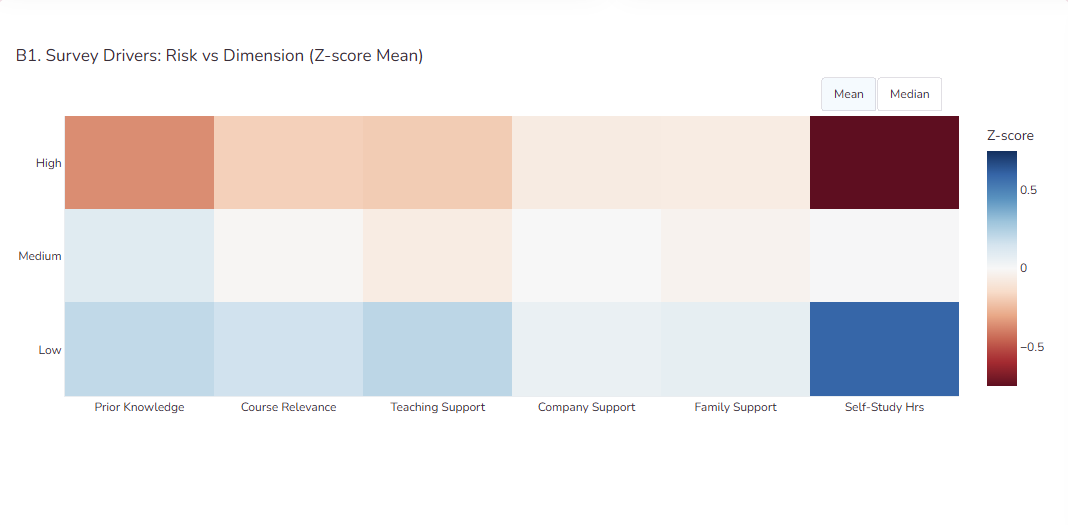 B1. Survey Drivers: Risk vs Dimension (Z-score Mean)
Mean Median
Z-score
High
Medium
Low
0.5
0
−0.5
Prior Knowledge Course Relevance Teaching Support Company Support Family Support Self-Study Hrs